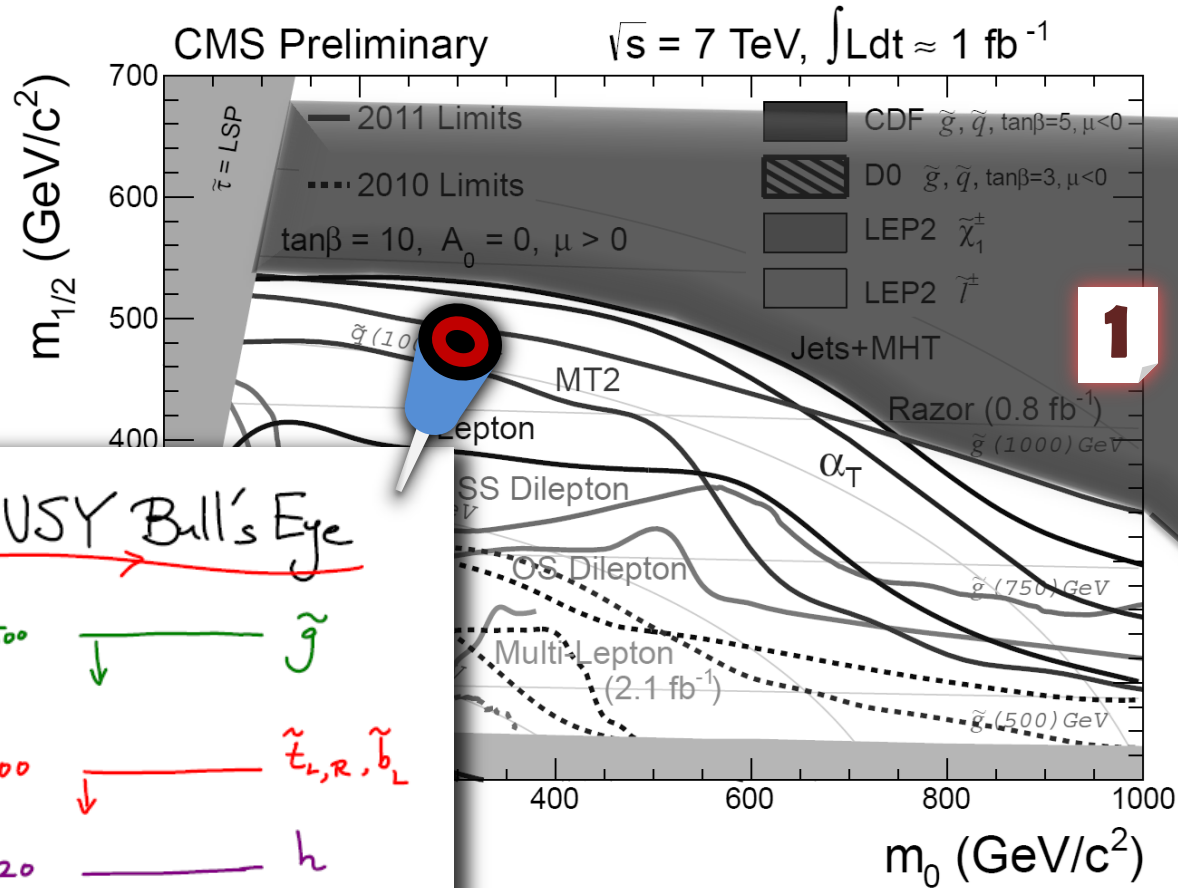 CMS Preliminary
√s = 7 TeV, ∫Ldt ≈ 1 fb⁻¹
m₁/₂ (GeV/c²)
700
600
500
400
τ̃ = LSP
2011 Limits
2010 Limits
tanβ = 10, A₀ = 0, μ > 0
CDF g̃, q̃, tanβ=5, μ<0
D0 g̃, q̃, tanβ=3, μ<0
LEP2 χ̃₁±
LEP2 l̃±
1
Jets+MHT
MT2
Razor (0.8 fb⁻¹)
g̃ (1000) GeV
Lepton
αT
SS Dilepton
OS Dilepton
g̃ (750) GeV
Multi-Lepton
(2.1 fb⁻¹)
g̃ (500) GeV
400
600
800
1000
m₀ (GeV/c²)
USY Bull's Eye
g̃
t̃L,R, b̃L
20 h